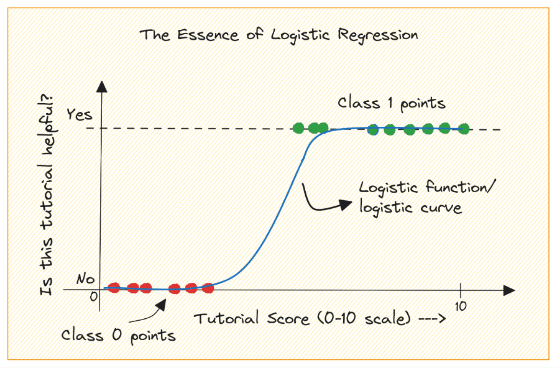 The Essence of Logistic Regression
Is this tutorial helpful?
Yes
Class 1 points
Logistic function/
logistic curve
No
0
10
Tutorial Score (0-10 scale) --->
Class 0 points